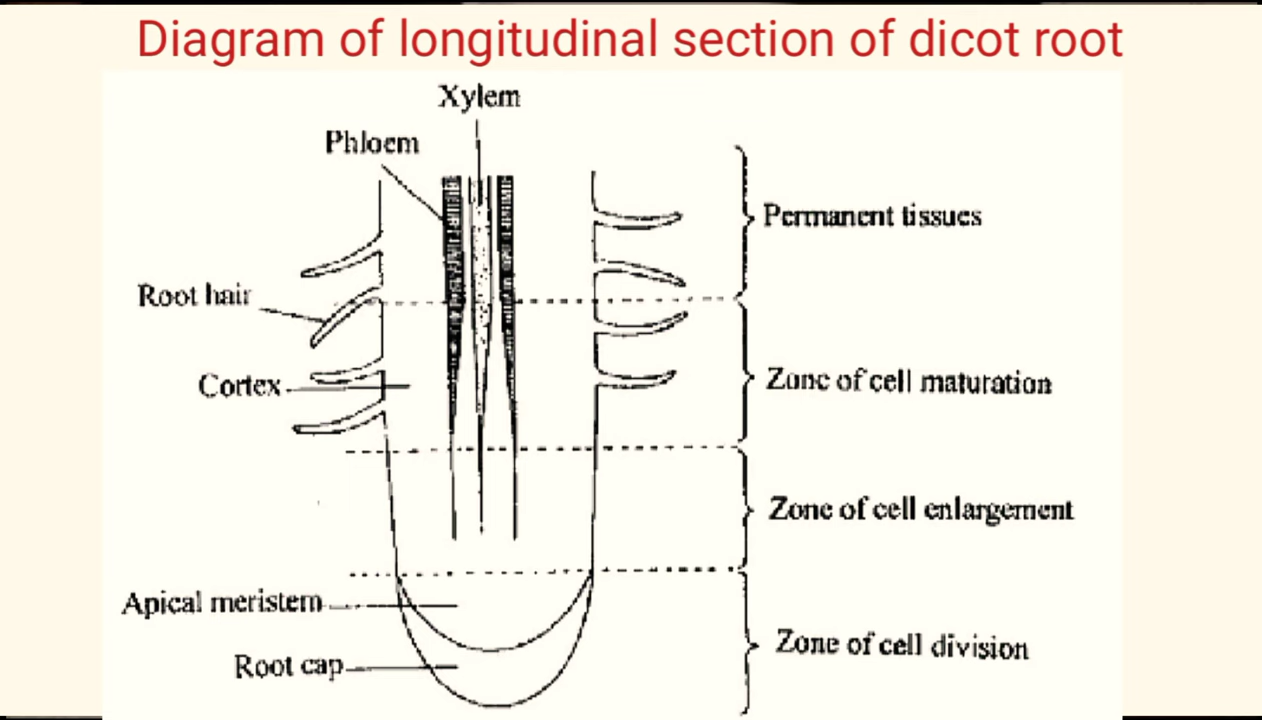 Diagram of longitudinal section of dicot root
Xylem
Phloem
Permanent tissues
Root hair
Cortex
Zone of cell maturation
Zone of cell enlargement
Apical meristem
Zone of cell division
Root cap